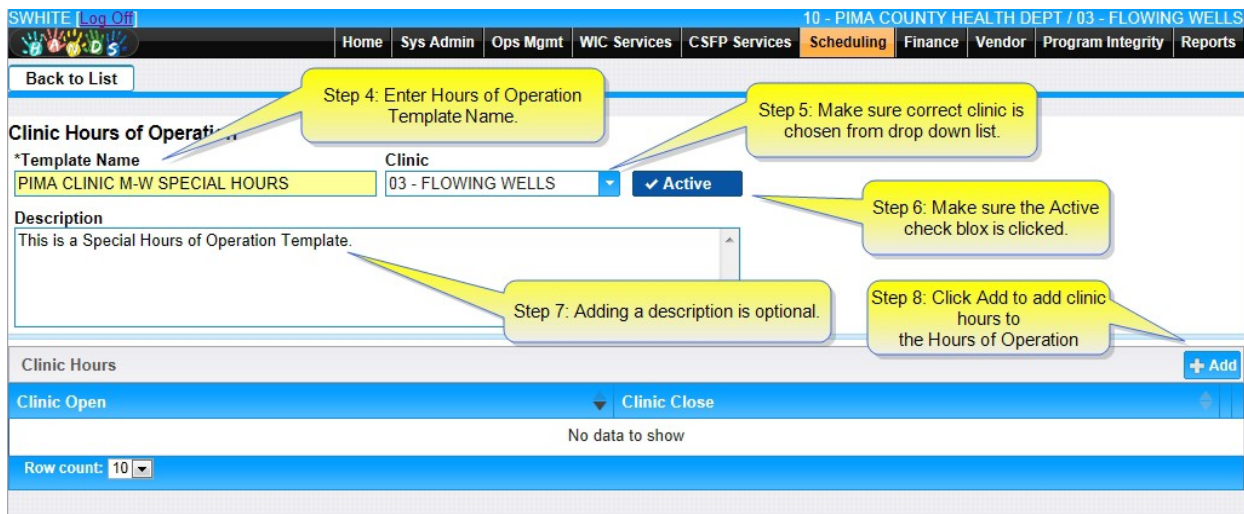 SWHITE [Log Off]
10 - PIMA COUNTY HEALTH DEPT / 03 - FLOWING WELLS
HANDS
Home Sys Admin Ops Mgmt WIC Services CSFP Services Scheduling Finance Vendor Program Integrity Reports
Back to List
Step 4: Enter Hours of Operation
Template Name.
Step 5: Make sure correct clinic is
chosen from drop down list.
Clinic Hours of Operation
*Template Name
Clinic
PIMA CLINIC M-W SPECIAL HOURS
03 - FLOWING WELLS
Active
Step 6: Make sure the Active
check blox is clicked.
Description
This is a Special Hours of Operation Template.
Step 7: Adding a description is optional.
Step 8: Click Add to add clinic
hours to
the Hours of Operation
Clinic Hours
+ Add
Clinic Open
Clinic Close
No data to show
Row count: 10